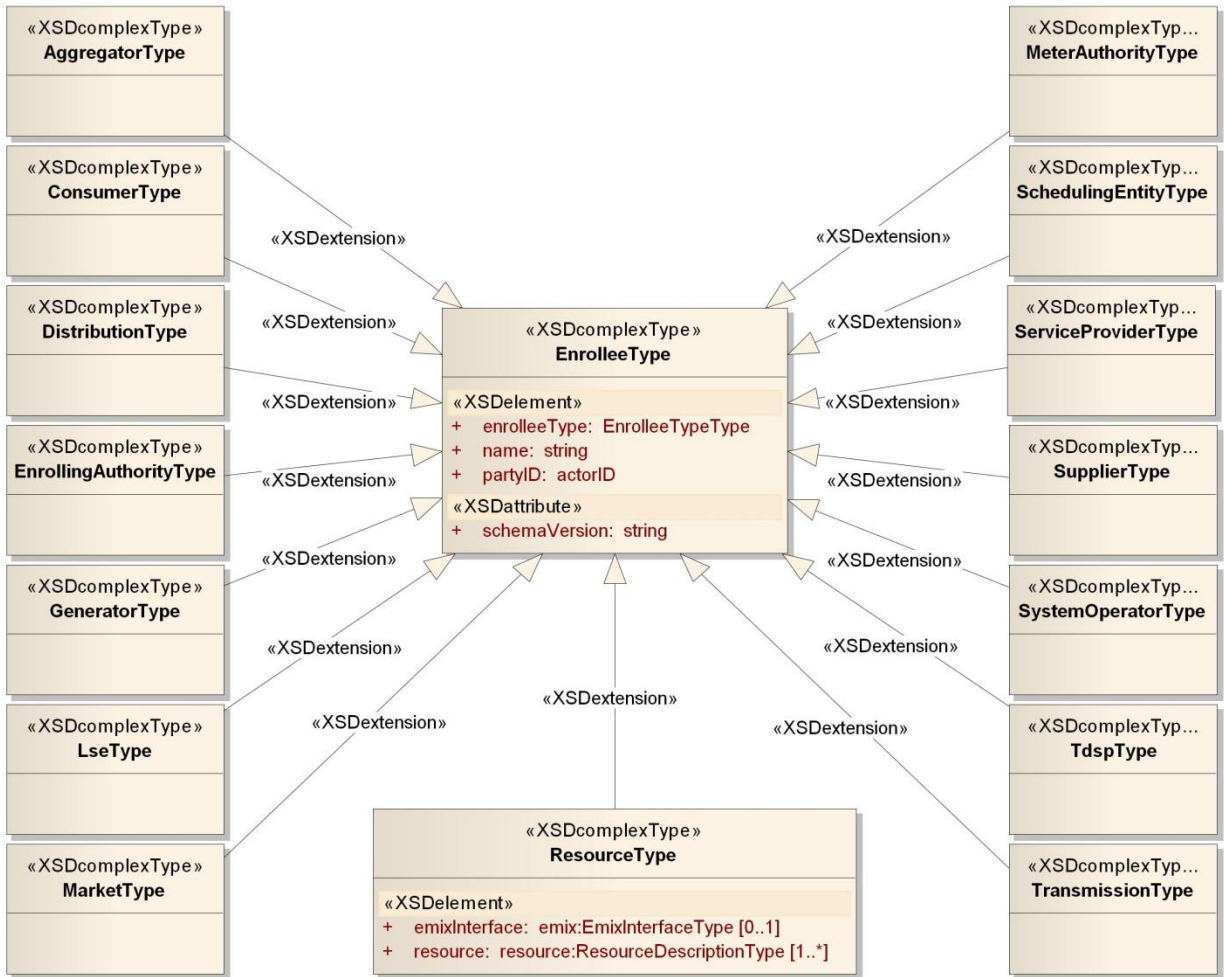 «XSDcomplexType»
AggregatorType
«XSDcomplexType»
ConsumerType
«XSDcomplexType»
DistributionType
«XSDcomplexType»
EnrollingAuthorityType
«XSDcomplexType»
GeneratorType
«XSDcomplexType»
LseType
«XSDcomplexType»
MarketType
«XSDextension»
«XSDextension»
«XSDextension»
«XSDextension»
«XSDextension»
«XSDextension»
«XSDextension»
«XSDcomplexType»
EnrolleeType
«XSDelement»
+ enrolleeType: EnrolleeTypeType
+ name: string
+ partyID: actorID
«XSDattribute»
+ schemaVersion: string
«XSDextension»
«XSDcomplexType»
ResourceType
«XSDelement»
+ emixInterface: emix:EmixInterfaceType [0..1]
+ resource: resource:ResourceDescriptionType [1..*]
«XSDextension»
«XSDextension»
«XSDextension»
«XSDextension»
«XSDextension»
«XSDextension»
«XSDextension»
«XSDcomplexTyp...
MeterAuthorityType
«XSDcomplexTyp...
SchedulingEntityType
«XSDcomplexTyp...
ServiceProviderType
«XSDcomplexTyp...
SupplierType
«XSDcomplexTyp...
SystemOperatorType
«XSDcomplexTyp...
TdspType
«XSDcomplexTyp...
TransmissionType